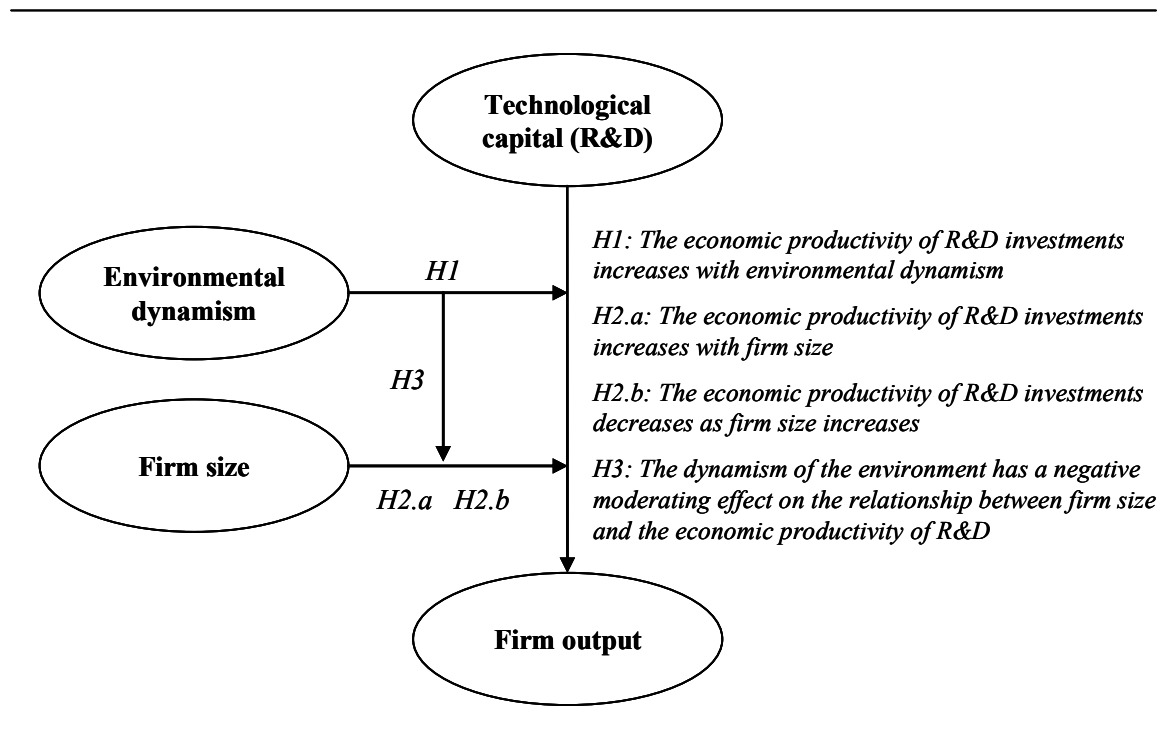 Technological
capital (R&D)
Environmental
dynamism
H1
H3
Firm size
H2.a H2.b
H1: The economic productivity of R&D investments
increases with environmental dynamism
H2.a: The economic productivity of R&D investments
increases with firm size
H2.b: The economic productivity of R&D investments
decreases as firm size increases
H3: The dynamism of the environment has a negative
moderating effect on the relationship between firm size
and the economic productivity of R&D
Firm output